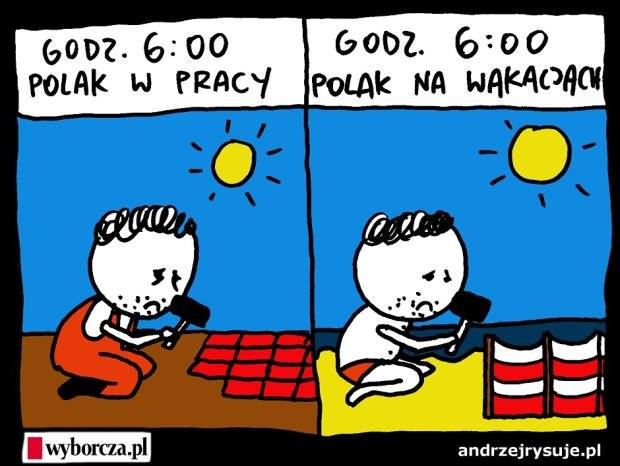 GODZ. 6:00
POLAK W PRACY
GODZ. 6:00
POLAK NA WAKACJACH
wyborcza.pl
andrzejrysuje.pl